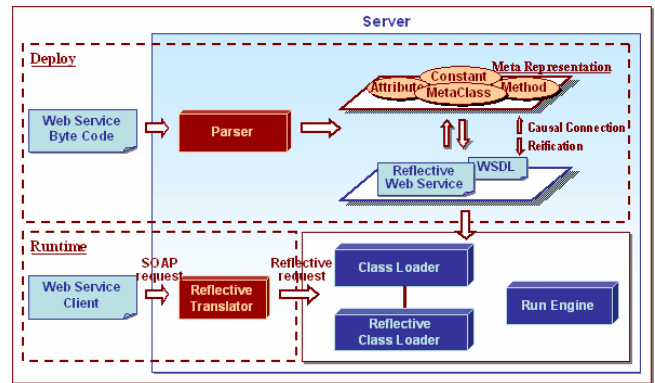 Server
Deploy
Meta Representation
Constant
Attribute
MetaClass
Method
Web Service
Byte Code
Parser
Causal Connection
Reification
WSDL
Reflective
Web Service
Runtime
SOAP
request
Reflective
request
Web Service
Client
Reflective
Translator
Class Loader
Reflective
Class Loader
Run Engine